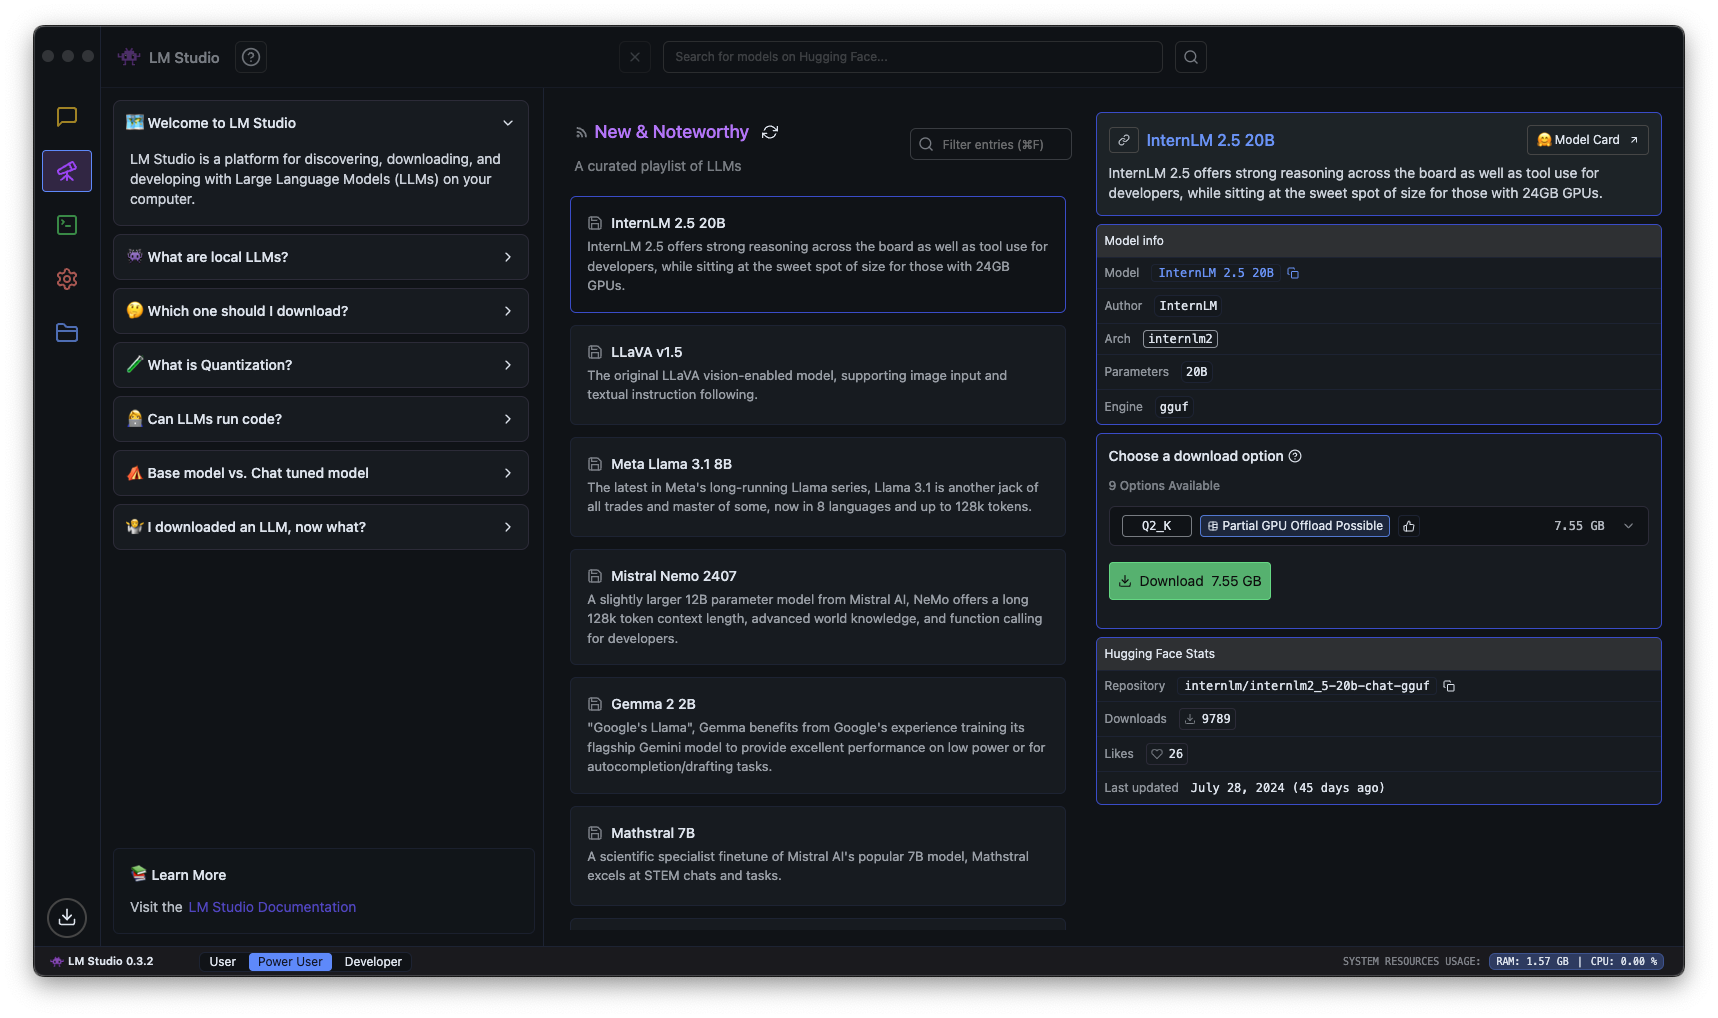 LM Studio
Search for models on Hugging Face...
Welcome to LM Studio
LM Studio is a platform for discovering, downloading, and
developing with Large Language Models (LLMs) on your
computer.
What are local LLMs?
Which one should I download?
What is Quantization?
Can LLMs run code?
Base model vs. Chat tuned model
I downloaded an LLM, now what?
Learn More
Visit the LM Studio Documentation
New & Noteworthy
Filter entries (⌘F)
A curated playlist of LLMs
InternLM 2.5 20B
InternLM 2.5 offers strong reasoning across the board as well as tool use for
developers, while sitting at the sweet spot of size for those with 24GB
GPUs.
LLaVA v1.5
The original LLaVA vision-enabled model, supporting image input and
textual instruction following.
Meta Llama 3.1 8B
The latest in Meta's long-running Llama series, Llama 3.1 is another jack of
all trades and master of some, now in 8 languages and up to 128k tokens.
Mistral Nemo 2407
A slightly larger 12B parameter model from Mistral AI, NeMo offers a long
128k token context length, advanced world knowledge, and function calling
for developers.
Gemma 2 2B
"Google's Llama", Gemma benefits from Google's experience training its
flagship Gemini model to provide excellent performance on low power or for
autocompletion/drafting tasks.
Mathstral 7B
A scientific specialist finetune of Mistral AI's popular 7B model, Mathstral
excels at STEM chats and tasks.
InternLM 2.5 20B
Model Card
InternLM 2.5 offers strong reasoning across the board as well as tool use for
developers, while sitting at the sweet spot of size for those with 24GB GPUs.
Model info
Model InternLM 2.5 20B
Author InternLM
Arch internlm2
Parameters 20B
Engine gguf
Choose a download option
9 Options Available
Q2_K Partial GPU Offload Possible 7.55 GB
Download 7.55 GB
Hugging Face Stats
Repository internlm/internlm2_5-20b-chat-gguf
Downloads 9789
Likes 26
Last updated July 28, 2024 (45 days ago)
LM Studio 0.3.2
User Power User Developer
SYSTEM RESOURCES USAGE: RAM: 1.57 GB | CPU: 0.00 %